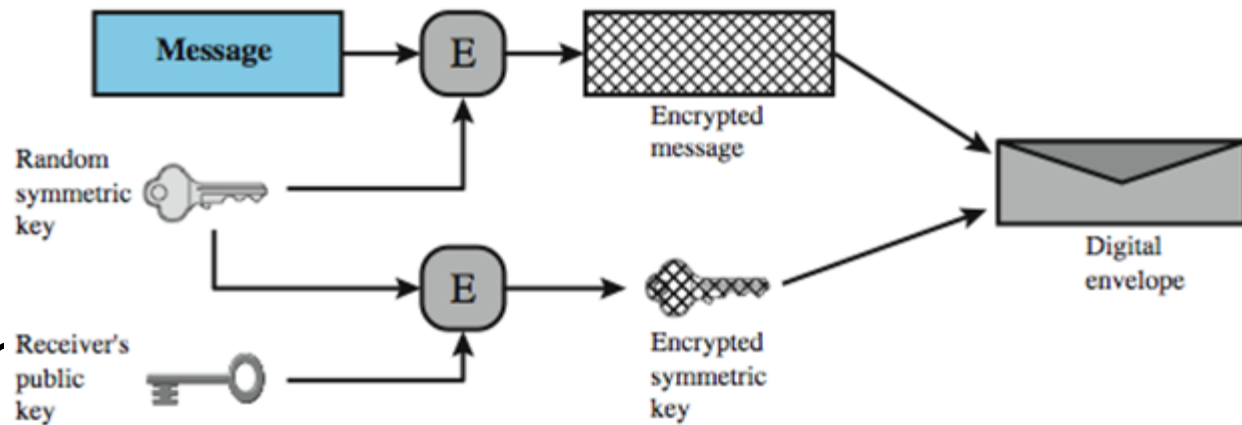 Message
E
Encrypted
message
Random
symmetric
key
Digital
envelope
E
Receiver's
public
key
Encrypted
symmetric
key